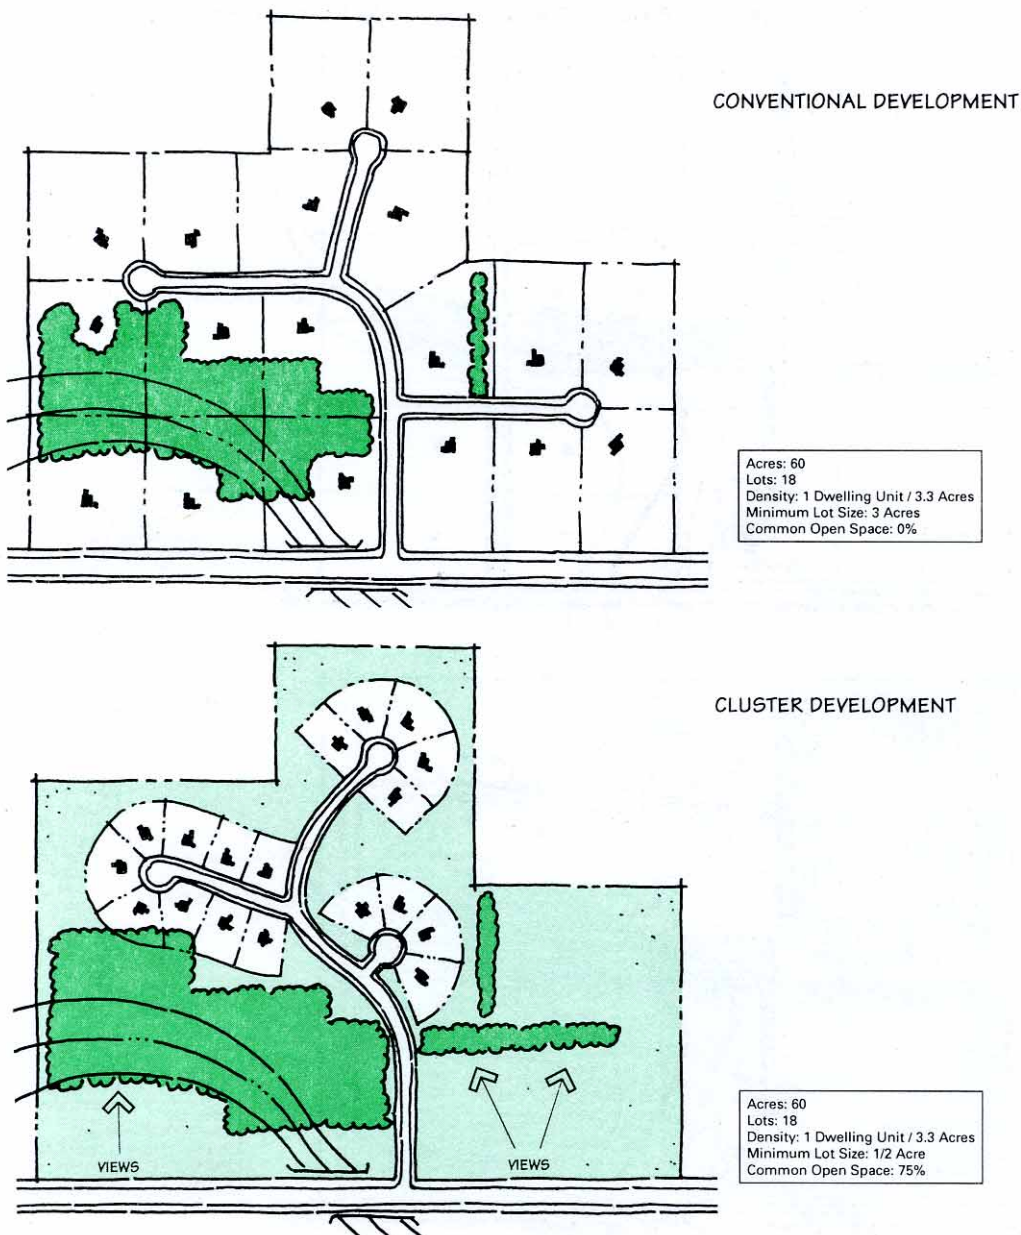 CONVENTIONAL DEVELOPMENT
Acres: 60
Lots: 18
Density: 1 Dwelling Unit / 3.3 Acres
Minimum Lot Size: 3 Acres
Common Open Space: 0%
CLUSTER DEVELOPMENT
VIEWS
VIEWS
Acres: 60
Lots: 18
Density: 1 Dwelling Unit / 3.3 Acres
Minimum Lot Size: 1/2 Acre
Common Open Space: 75%